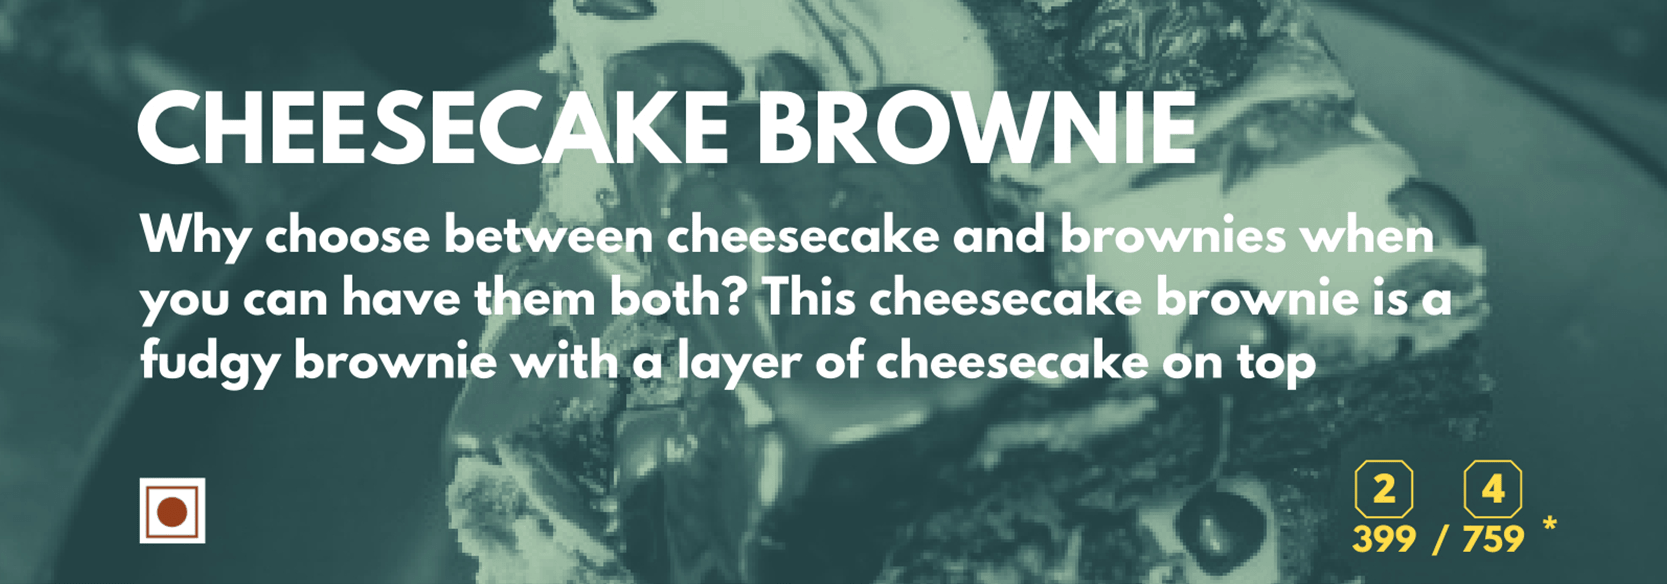 CHEESECAKE BROWNIE
Why choose between cheesecake and brownies when
you can have them both? This cheesecake brownie is a
fudgy brownie with a layer of cheesecake on top
2 4
399 / 759 *